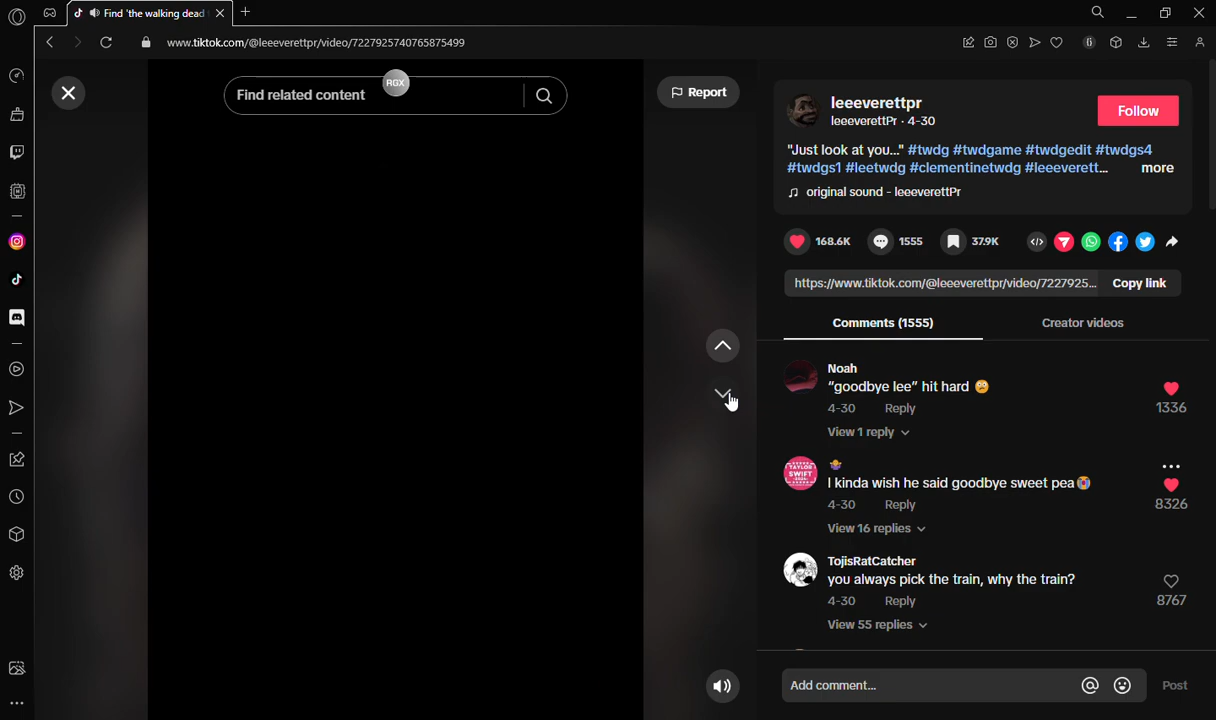 Find 'the walking dead
www.tiktok.com/@leeeverettpr/video/7227925740765875499
Find related content
RGX
Report
leeeverettpr
leeeverettPr · 4-30
Follow
"Just look at you..." #twdg #twdgame #twdgedit #twdgs4
#twdgs1 #leetwdg #clementinetwdg #leeeverett... more
original sound - leeeverettPr
168.6K 1555 37.9K
https://www.tiktok.com/@leeeverettpr/video/7227925... Copy link
Comments (1555) Creator videos
Noah
“goodbye lee” hit hard 😢
4-30 Reply
1336
View 1 reply
TAYLOR
SWIFT
🤷‍♀️
I kinda wish he said goodbye sweet pea😭
4-30 Reply
8326
View 16 replies
TojisRatCatcher
you always pick the train, why the train?
4-30 Reply
8767
View 55 replies
Add comment...
Post